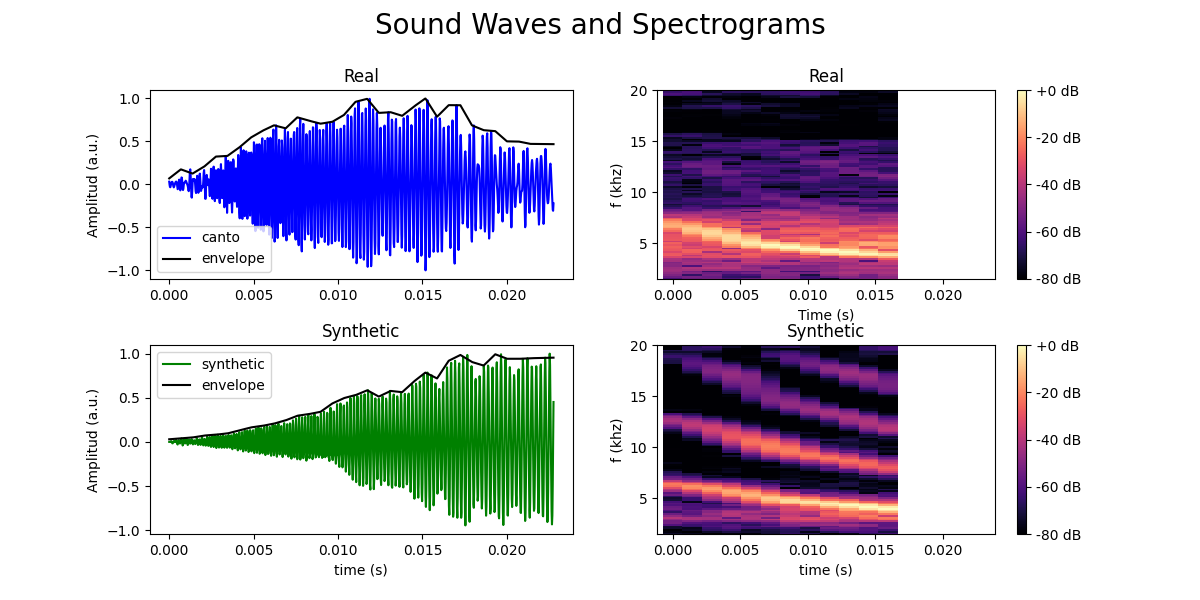 Sound Waves and Spectrograms
Real
Amplitud (a.u.)
1.0
0.5
0.0
−0.5
−1.0
canto
envelope
0.000 0.005 0.010 0.015 0.020
Real
f (khz)
20
15
10
5
0.000 0.005 0.010 0.015 0.020
Time (s)
+0 dB
-20 dB
-40 dB
-60 dB
-80 dB
Synthetic
Amplitud (a.u.)
1.0
0.5
0.0
−0.5
−1.0
synthetic
envelope
0.000 0.005 0.010 0.015 0.020
time (s)
Synthetic
f (khz)
20
15
10
5
0.000 0.005 0.010 0.015 0.020
time (s)
+0 dB
-20 dB
-40 dB
-60 dB
-80 dB